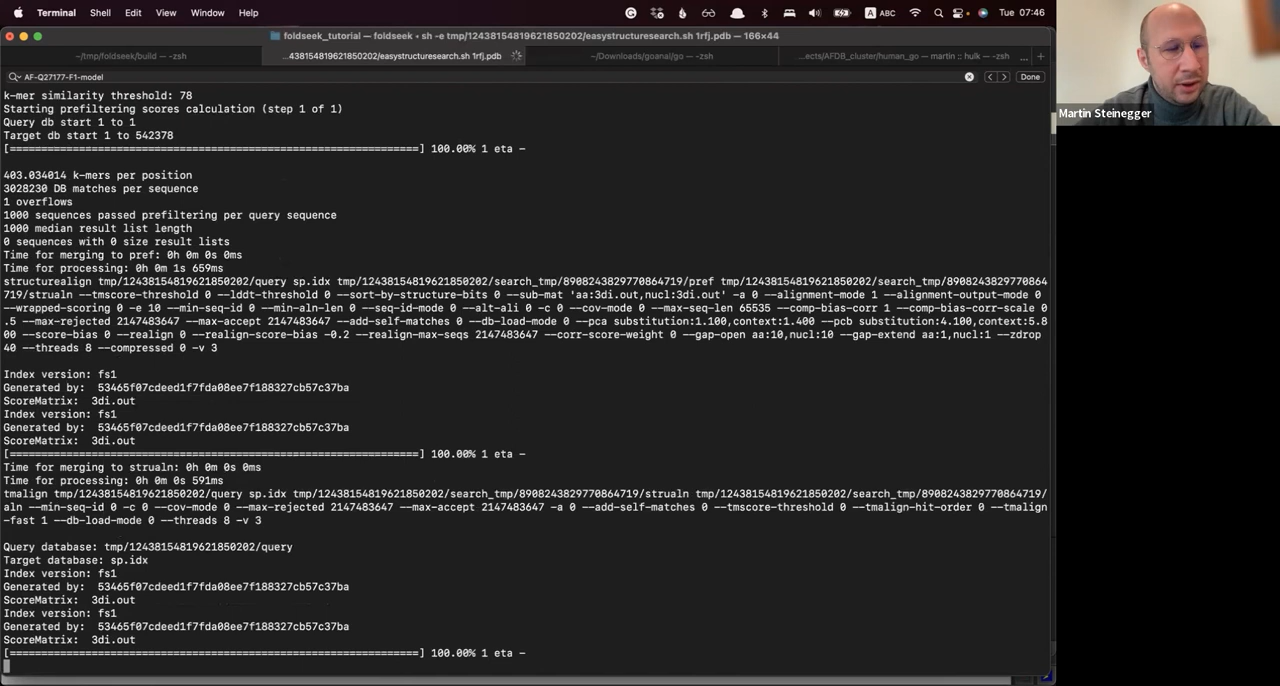 Terminal Shell Edit View Window Help A ABC Tue 07:46
foldseek_tutorial — foldseek • sh -e tmp/12438154819621850202/easystructuresearch.sh 1rfj.pdb — 166×44
~/tmp/foldseek/build — -zsh ...4381548​19621850202/easystructuresearch.sh 1rfj.pdb ~/Downloads/goanai/go — -zsh ...ects/AFDB_cluster/human_go — martin :: hulk — -zsh ... +
AF-Q27177-F1-model Done
k-mer similarity threshold: 78
Starting prefiltering scores calculation (step 1 of 1)
Query db start 1 to 1
Target db start 1 to 542378
[=================================================================] 100.00% 1 eta -
403.034014 k-mers per position
3028230 DB matches per sequence
1 overflows
1000 sequences passed prefiltering per query sequence
1000 median result list length
0 sequences with 0 size result lists
Time for merging to pref: 0h 0m 0s 0ms
Time for processing: 0h 0m 1s 659ms
structurealign tmp/12438154819621850202/query sp.idx tmp/12438154819621850202/search_tmp/8908243829770864719/pref tmp/12438154819621850202/search_tmp/8908243829770864
719/strualn --tmscore-threshold 0 --lddt-threshold 0 --sort-by-structure-bits 0 --sub-mat 'aa:3di.out,nucl:3di.out' -a 0 --alignment-mode 1 --alignment-output-mode 0
--wrapped-scoring 0 -e 10 --min-seq-id 0 --min-aln-len 0 --seq-id-mode 0 --alt-ali 0 -c 0 --cov-mode 0 --max-seq-len 65535 --comp-bias-corr 1 --comp-bias-corr-scale 0
.5 --max-rejected 2147483647 --max-accept 2147483647 --add-self-matches 0 --db-load-mode 0 --pca substitution:1.100,context:1.400 --pcb substitution:4.100,context:5.8
00 --score-bias 0 --realign 0 --realign-score-bias -0.2 --realign-max-seqs 2147483647 --corr-score-weight 0 --gap-open aa:10,nucl:10 --gap-extend aa:1,nucl:1 --zdrop
40 --threads 8 --compressed 0 -v 3
Index version: fs1
Generated by:  53465f07cdeed1f7fda08ee7f188327cb57c37ba
ScoreMatrix:  3di.out
Index version: fs1
Generated by:  53465f07cdeed1f7fda08ee7f188327cb57c37ba
ScoreMatrix:  3di.out
[=================================================================] 100.00% 1 eta -
Time for merging to strualn: 0h 0m 0s 0ms
Time for processing: 0h 0m 0s 591ms
tmalign tmp/12438154819621850202/query sp.idx tmp/12438154819621850202/search_tmp/8908243829770864719/strualn tmp/12438154819621850202/search_tmp/8908243829770864719/
aln --min-seq-id 0 -c 0 --cov-mode 0 --max-rejected 2147483647 --max-accept 2147483647 -a 0 --add-self-matches 0 --tmscore-threshold 0 --tmalign-hit-order 0 --tmalign
-fast 1 --db-load-mode 0 --threads 8 -v 3
Query database: tmp/12438154819621850202/query
Target database: sp.idx
Index version: fs1
Generated by:  53465f07cdeed1f7fda08ee7f188327cb57c37ba
ScoreMatrix:  3di.out
Index version: fs1
Generated by:  53465f07cdeed1f7fda08ee7f188327cb57c37ba
ScoreMatrix:  3di.out
[=================================================================] 100.00% 1 eta -
Martin Steinegger